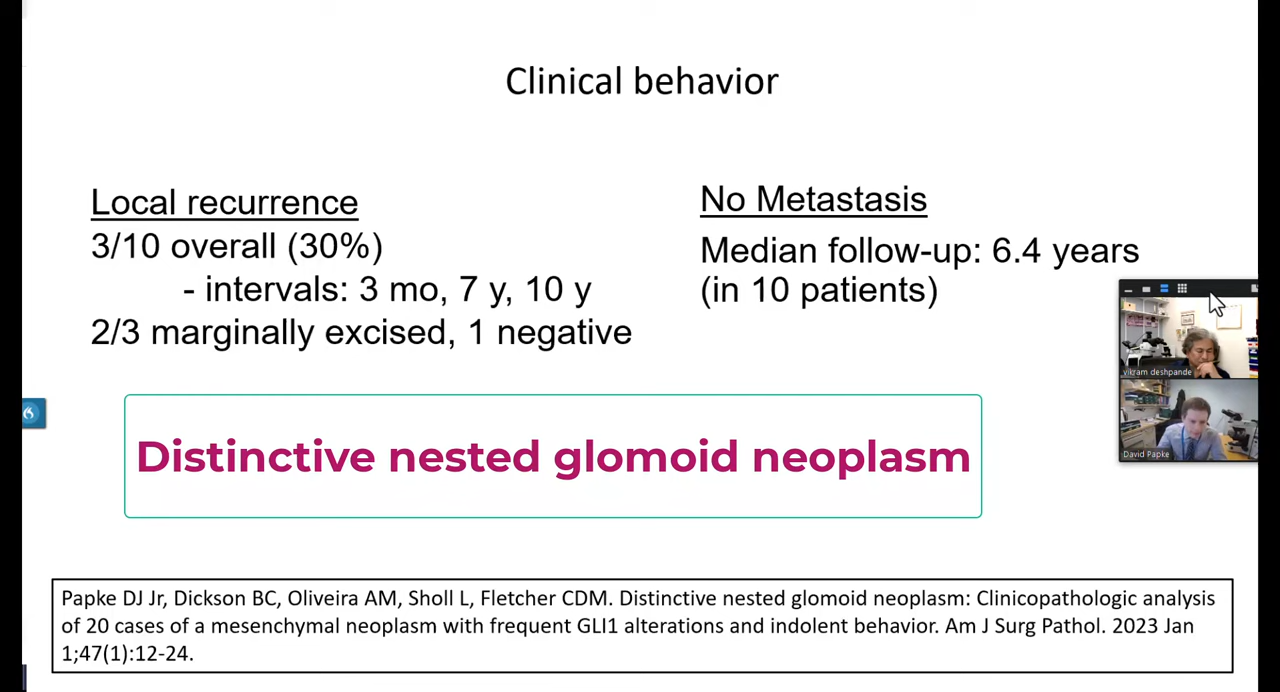 Clinical behavior
Local recurrence
3/10 overall (30%)
- intervals: 3 mo, 7 y, 10 y
2/3 marginally excised, 1 negative
No Metastasis
Median follow-up: 6.4 years
(in 10 patients)
vikram deshpande
David Papke
Distinctive nested glomoid neoplasm
Papke DJ Jr, Dickson BC, Oliveira AM, Sholl L, Fletcher CDM. Distinctive nested glomoid neoplasm: Clinicopathologic analysis
of 20 cases of a mesenchymal neoplasm with frequent GLI1 alterations and indolent behavior. Am J Surg Pathol. 2023 Jan
1;47(1):12-24.